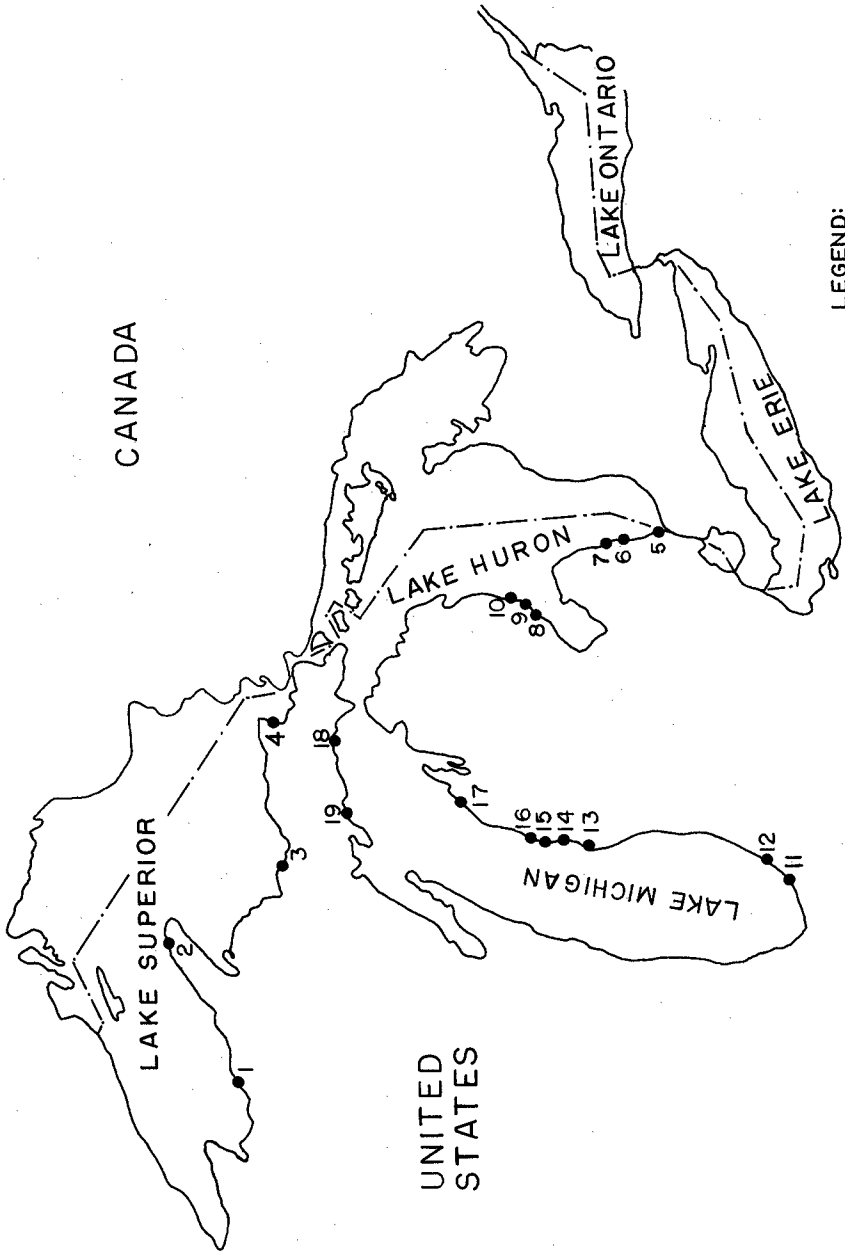 CANADA
LAKE SUPERIOR
UNITED
STATES
LAKE HURON
LAKE MICHIGAN
LAKE ONTARIO
LAKE ERIE
LEGEND:
1
2
3
4
5
6
7
8
9
10
11
12
13
14
15
16
17
18
19